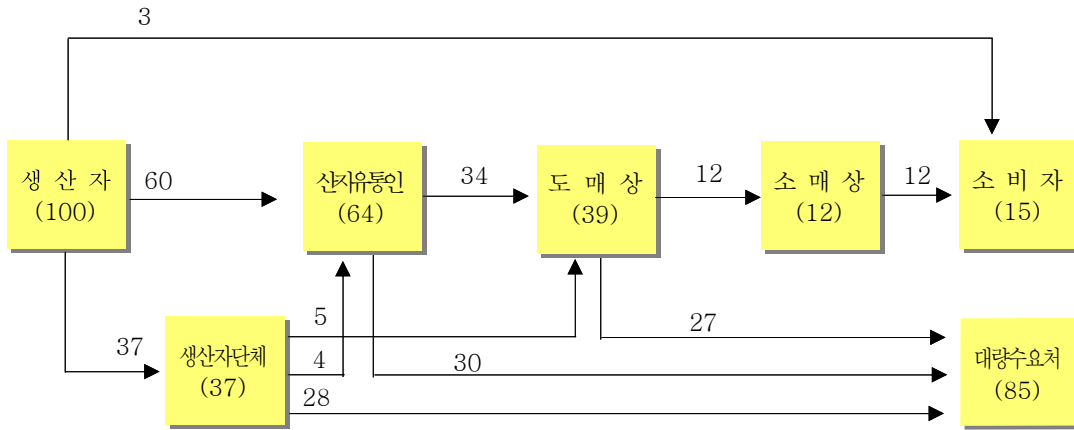 3
생 산 자
(100)
60
산지유통인
(64)
34
도 매 상
(39)
12
소 매 상
(12)
12
소 비 자
(15)
37
생산자단체
(37)
5
4
28
30
27
대량수요처
(85)